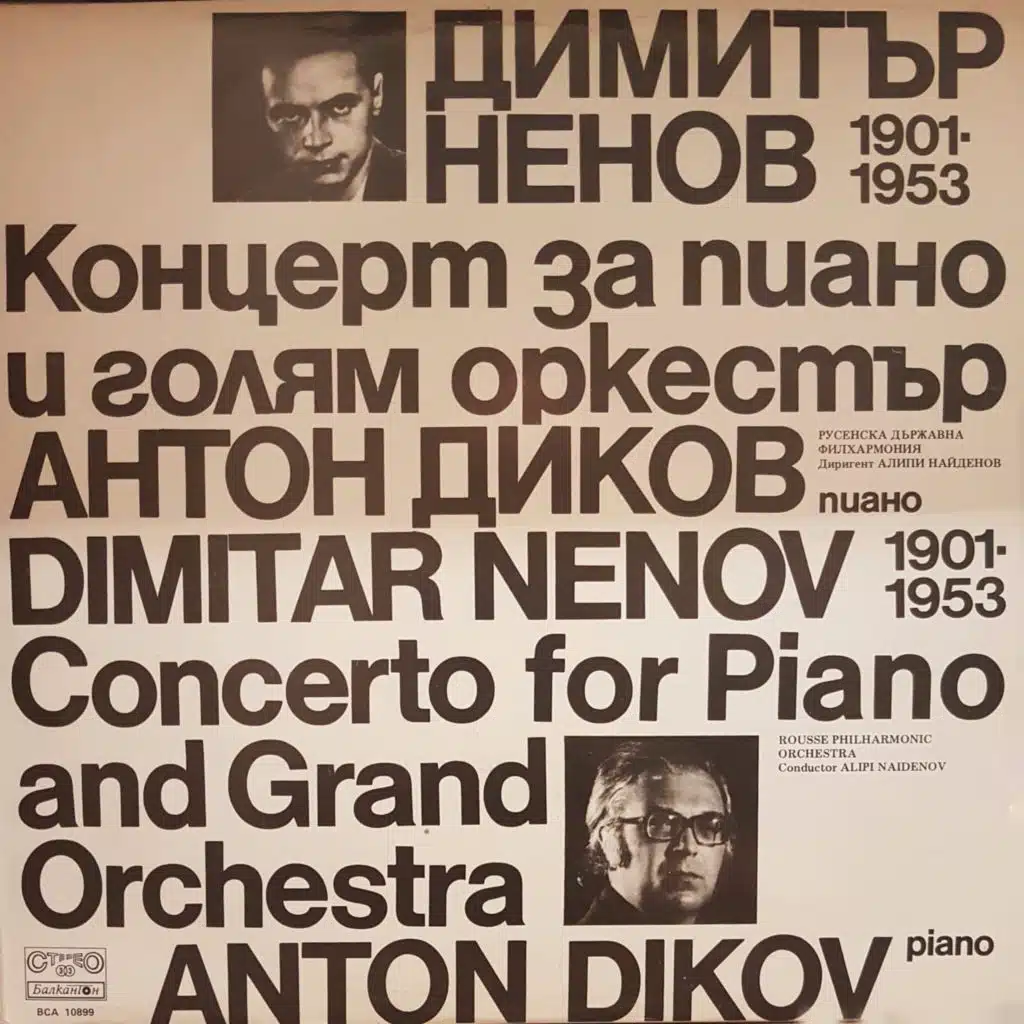 ДИМИТЪР
НЕНОВ
1901·
1953
Концерт за пиано
и голям оркестър
АНТОН ДИКОВ
РУСЕНСКА ДЪРЖАВНА
ФИЛХАРМОНИЯ
Диригент АЛИПИ НАЙДЕНОВ
пиано
DIMITAR NENOV
1901·
1953
Concerto for Piano
and Grand
Orchestra
ROUSSE PHILHARMONIC
ORCHESTRA
Conductor ALIPI NAIDENOV
ANTON DIKOV
piano
СТЕРЕО
33
Балкантон
ВСА 10899